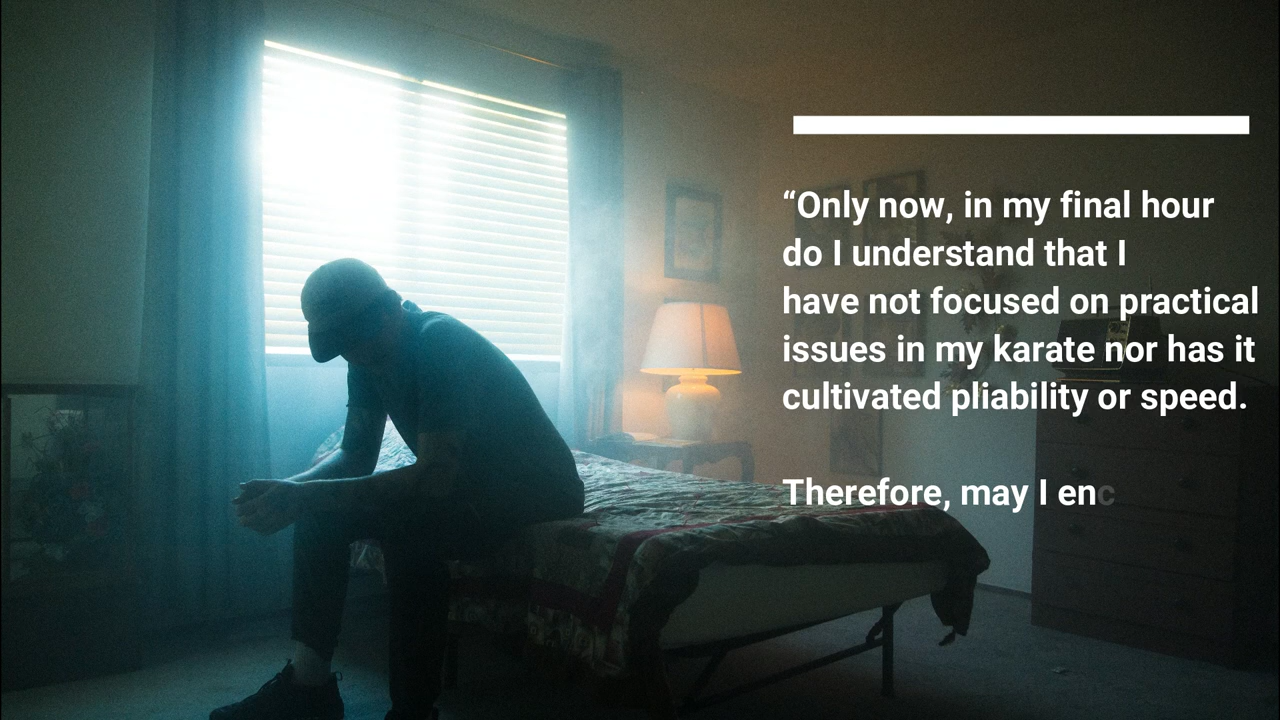 “Only now, in my final hour
do I understand that I
have not focused on practical
issues in my karate nor has it
cultivated pliability or speed.
Therefore, may I enc